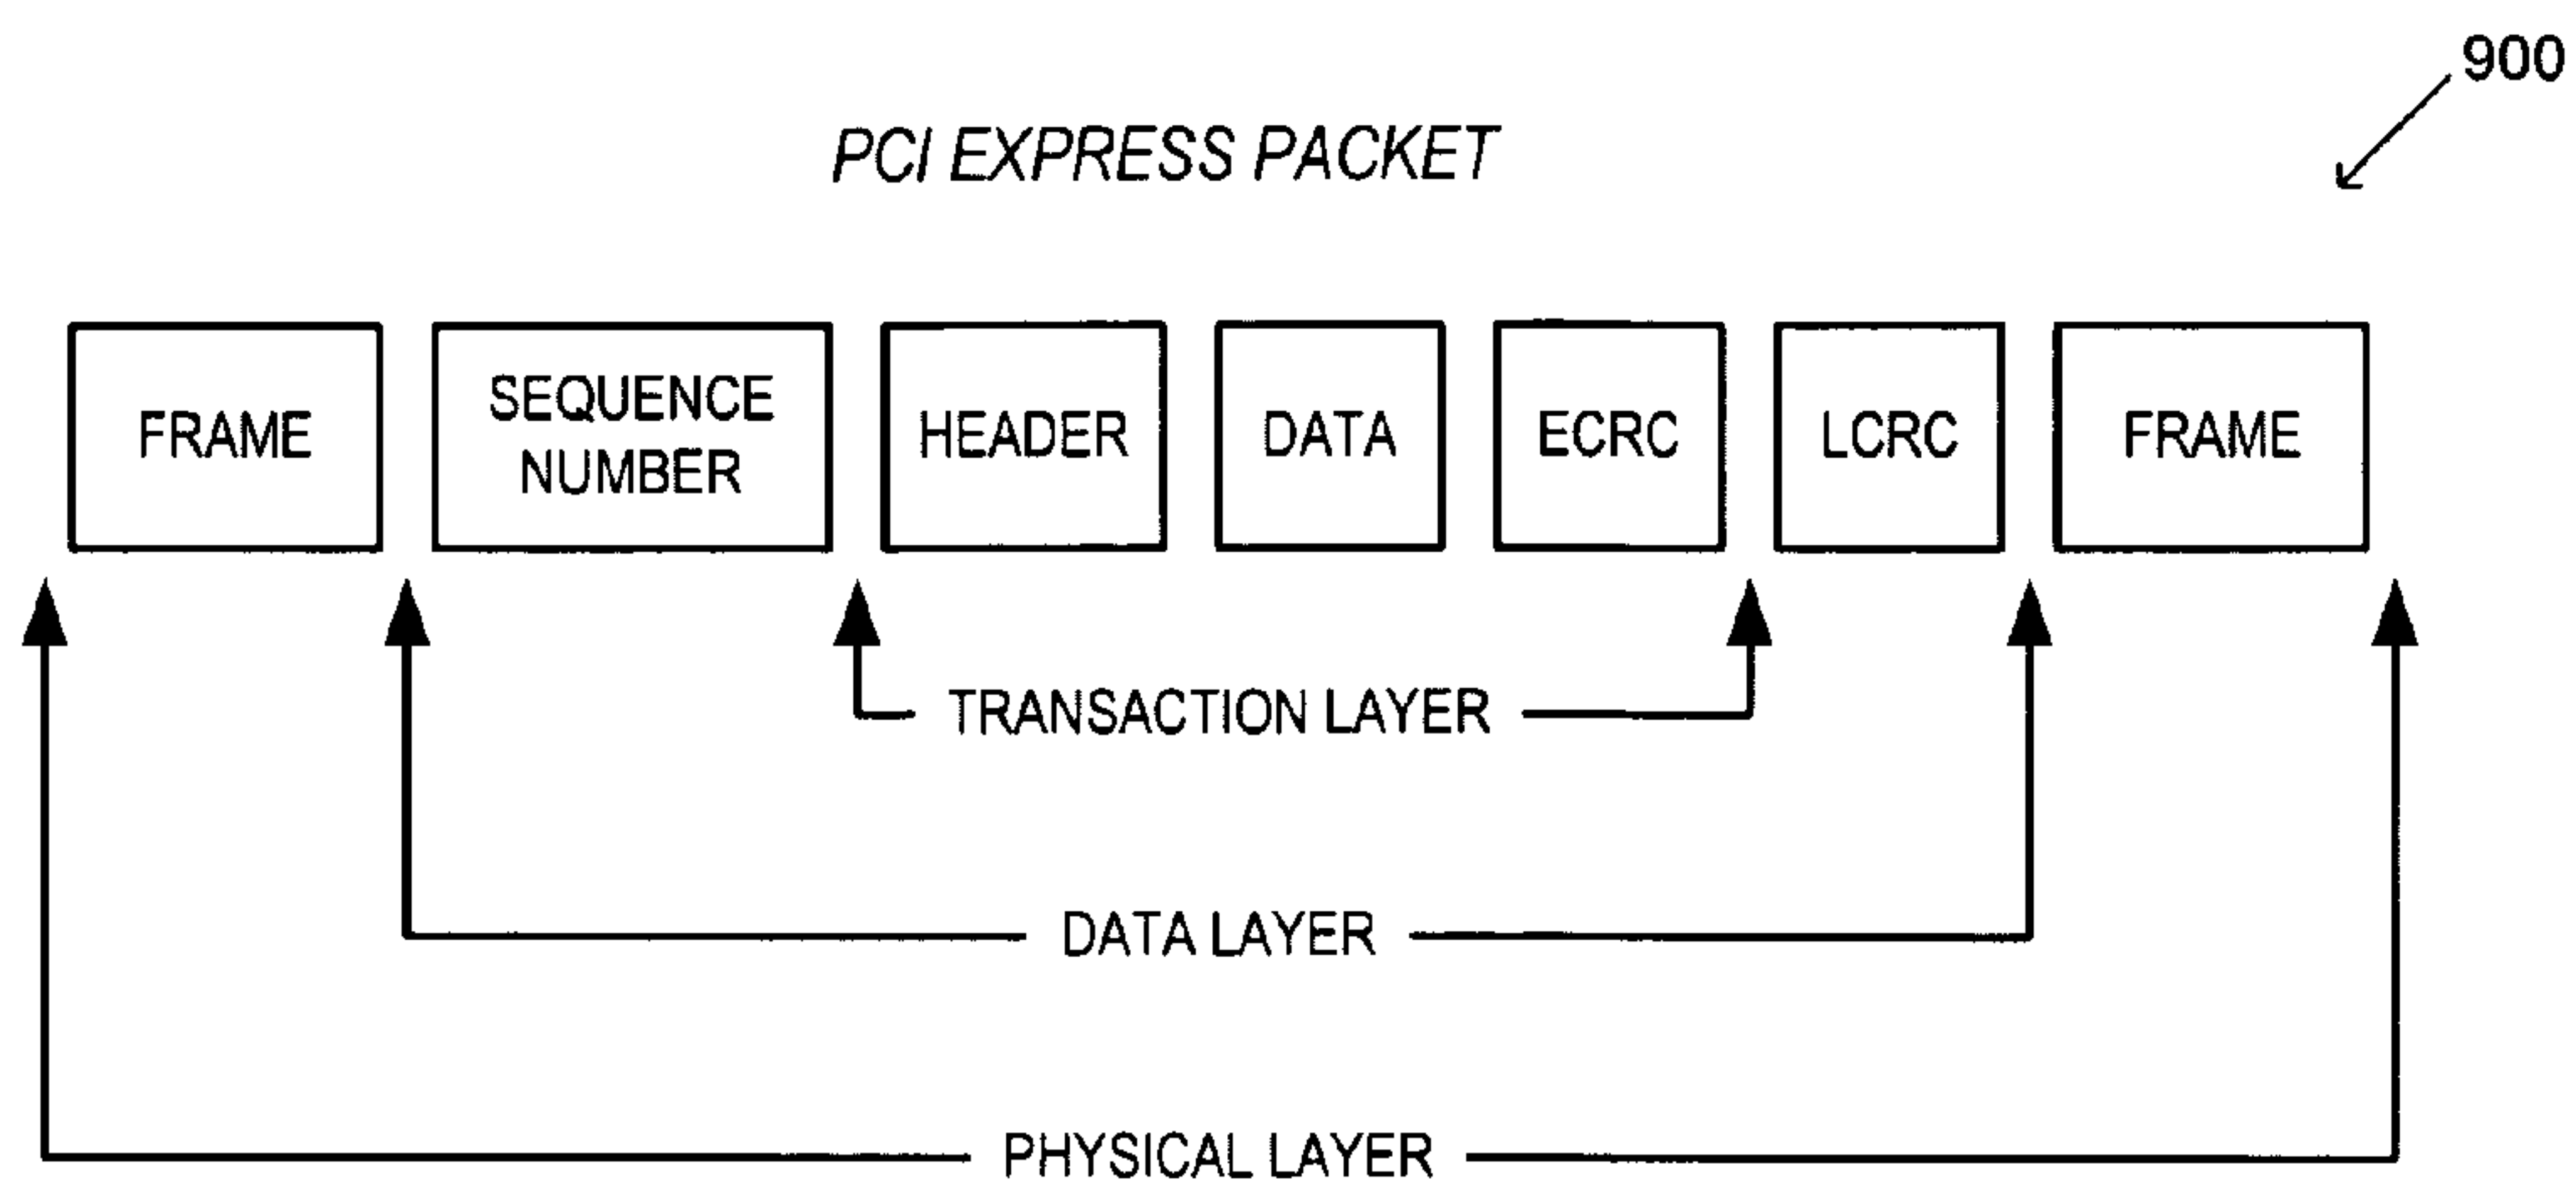 900
PCI EXPRESS PACKET
FRAME
SEQUENCE
NUMBER
HEADER
DATA
ECRC
LCRC
FRAME
TRANSACTION LAYER
DATA LAYER
PHYSICAL LAYER